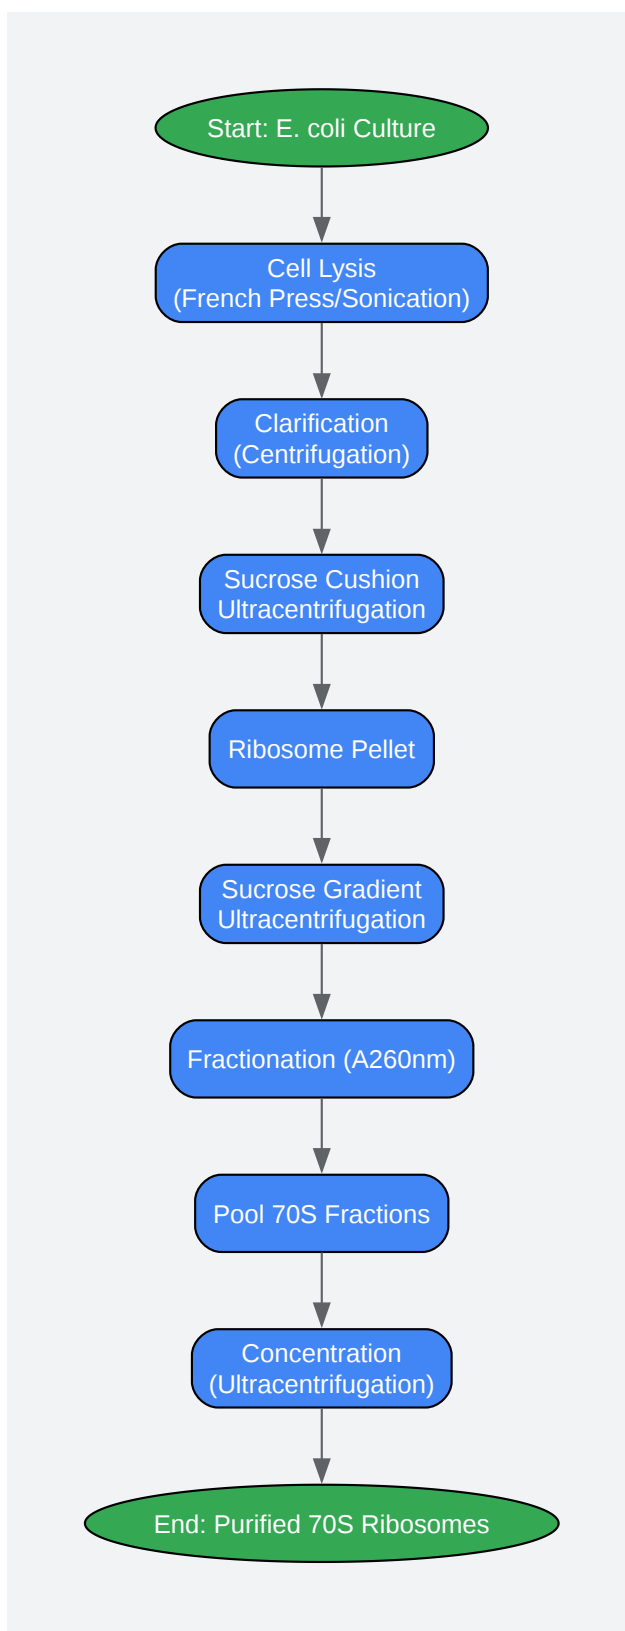 Start: E. coli Culture
Cell Lysis
(French Press/Sonication)
Clarification
(Centrifugation)
Sucrose Cushion
Ultracentrifugation
Ribosome Pellet
Sucrose Gradient
Ultracentrifugation
Fractionation (A260nm)
Pool 70S Fractions
Concentration
(Ultracentrifugation)
End: Purified 70S Ribosomes